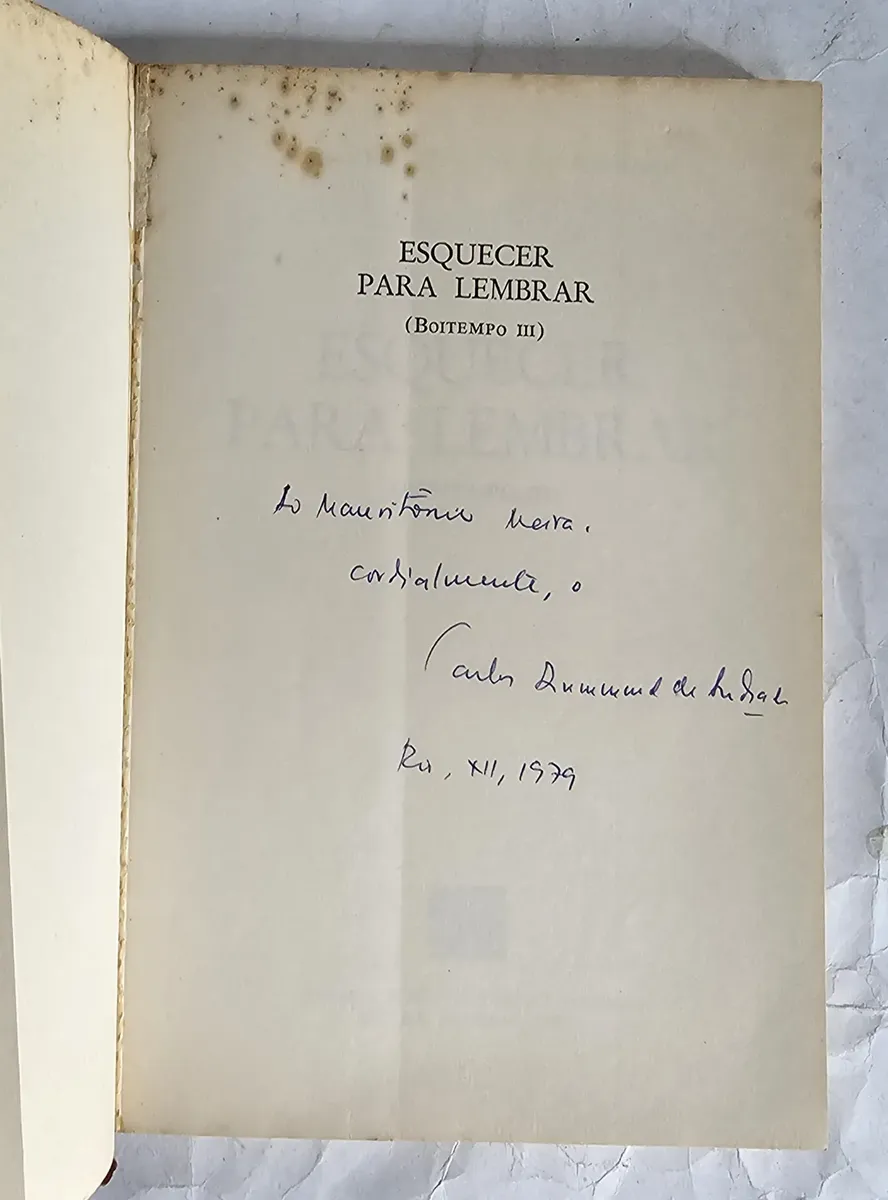 ESQUECER
PARA LEMBRAR
(BOITEMPO III)
Ao Mauritônio Meira.
cordialmente, o
Carlos Drummond de Andrade
Rio, XII, 1979